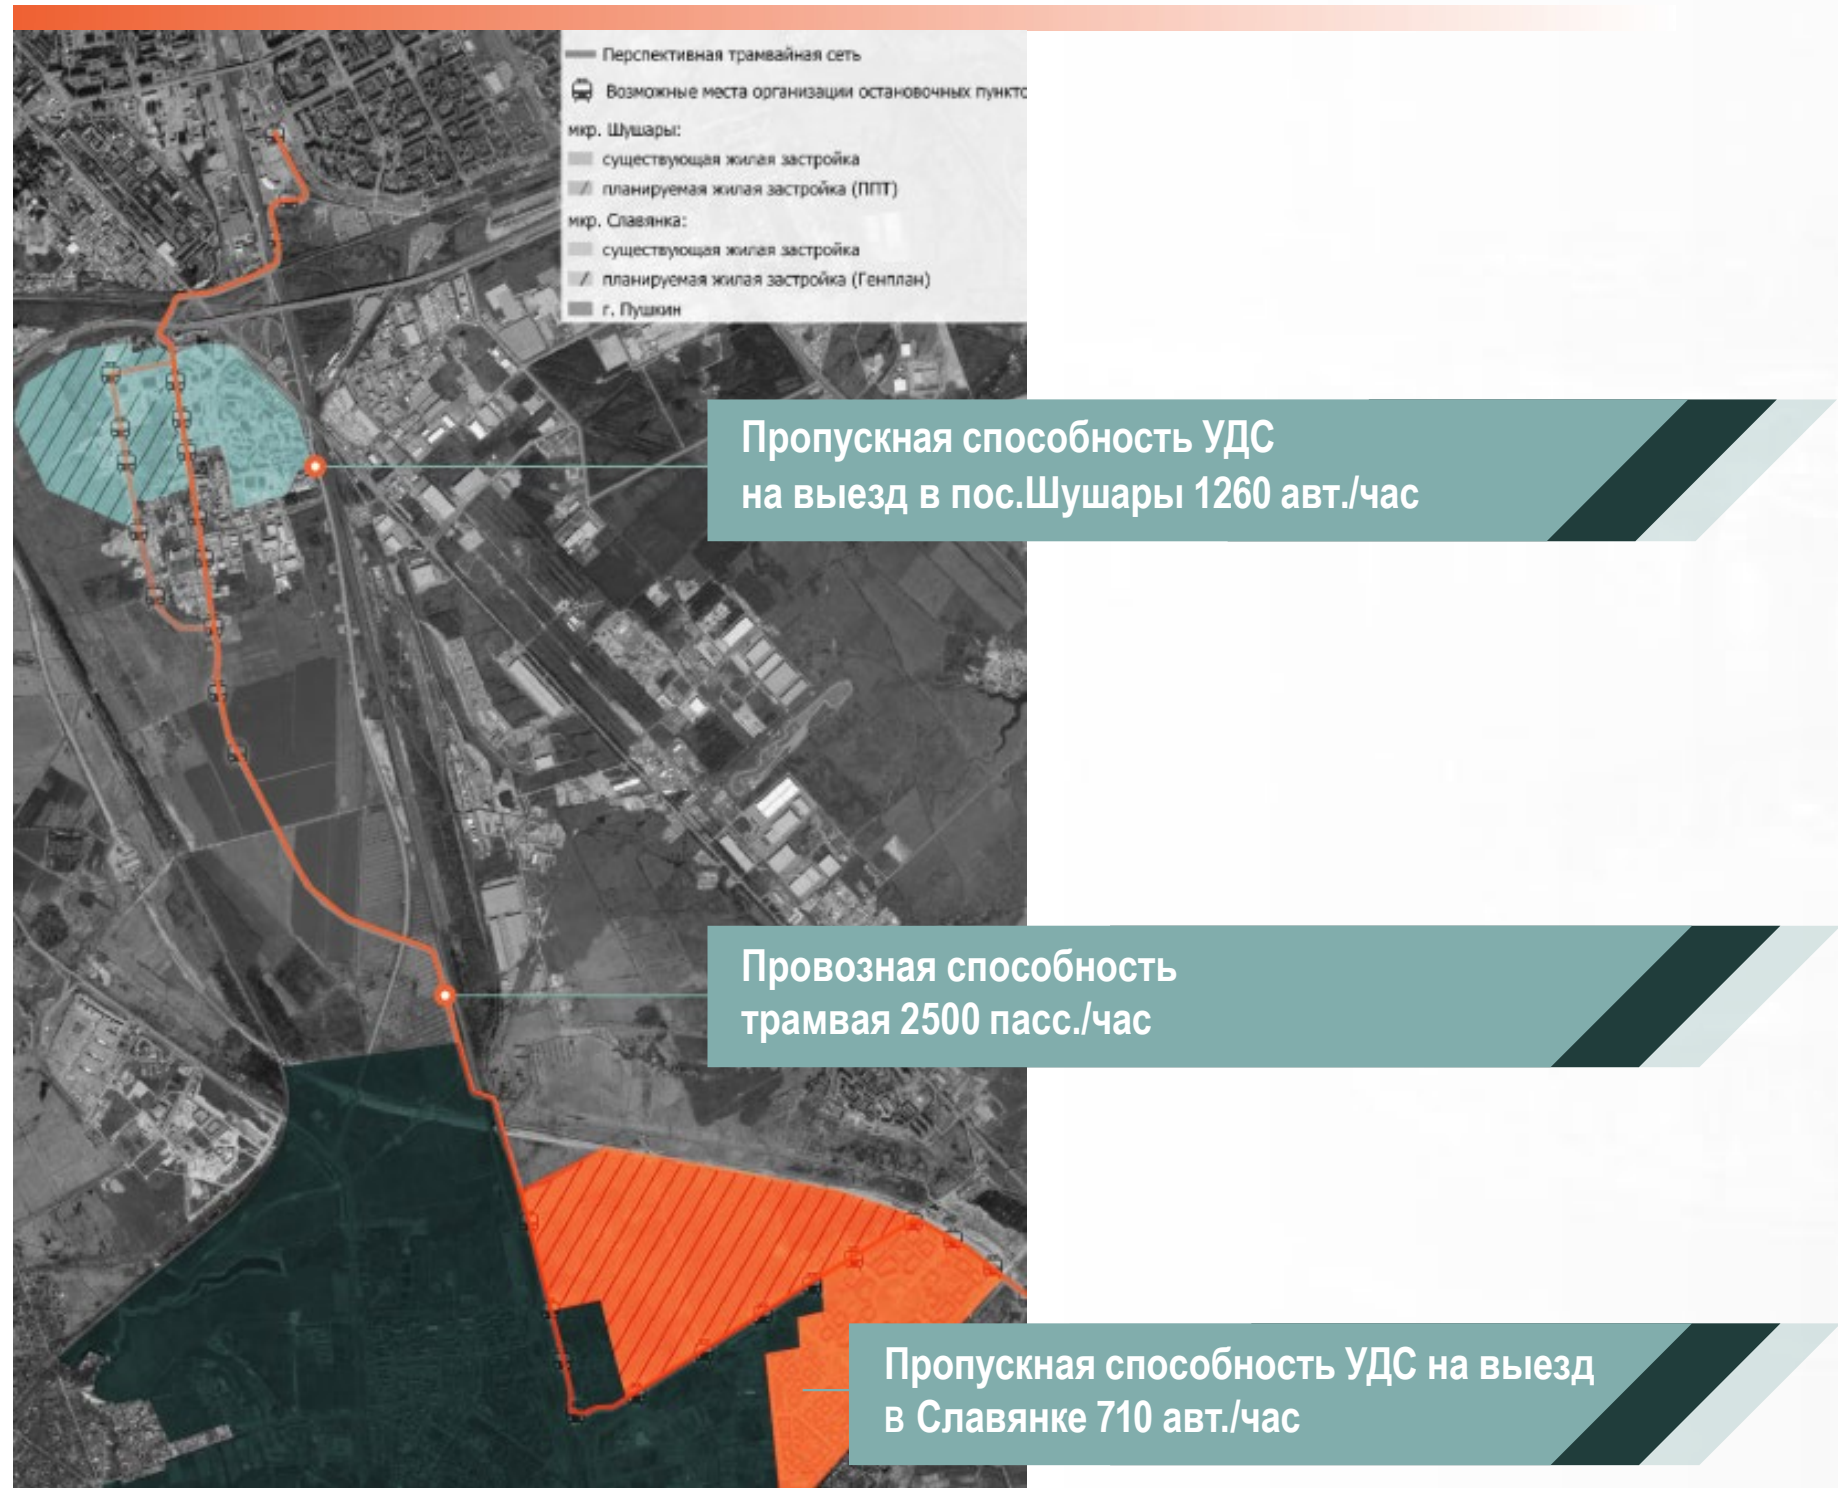 Перспективная трамвайная сеть
Возможные места организации остановочных пункто
мкр. Шушары:
существующая жилая застройка
планируемая жилая застройка (ППТ)
мкр. Славянка:
существующая жилая застройка
планируемая жилая застройка (Генплан)
г. Пушкин
Пропускная способность УДС
на выезд в пос.Шушары 1260 авт./час
Провозная способность
трамвая 2500 пасс./час
Пропускная способность УДС на выезд
в Славянке 710 авт./час